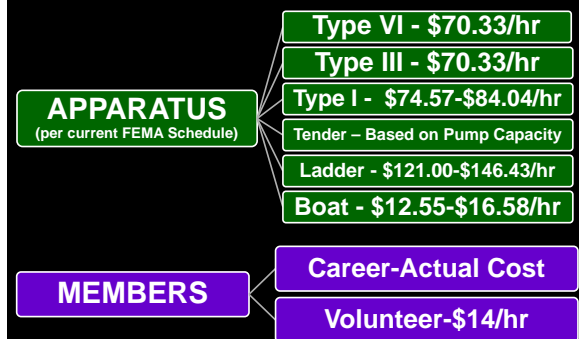 APPARATUS
(per current FEMA Schedule)
Type VI - $70.33/hr
Type III - $70.33/hr
Type I - $74.57-$84.04/hr
Tender – Based on Pump Capacity
Ladder - $121.00-$146.43/hr
Boat - $12.55-$16.58/hr
MEMBERS
Career-Actual Cost
Volunteer-$14/hr